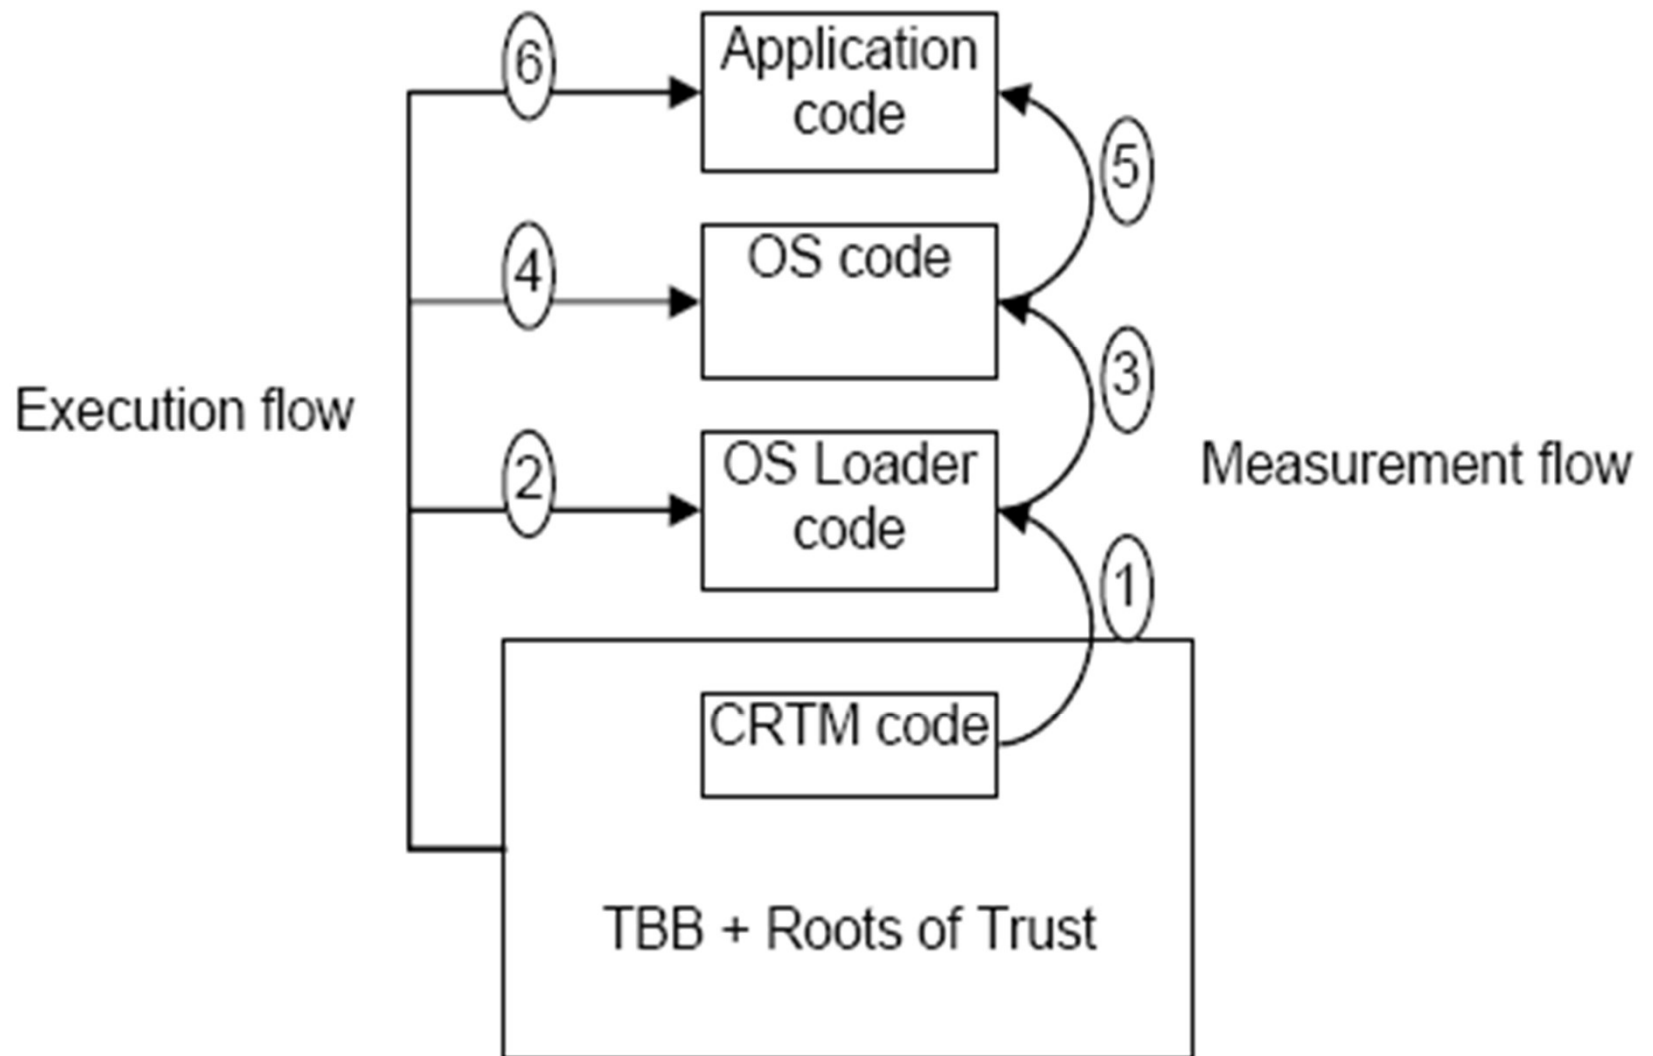 6
Application
code
5
4
OS code
3
Execution flow
2
OS Loader
code
Measurement flow
1
CRTM code
TBB + Roots of Trust